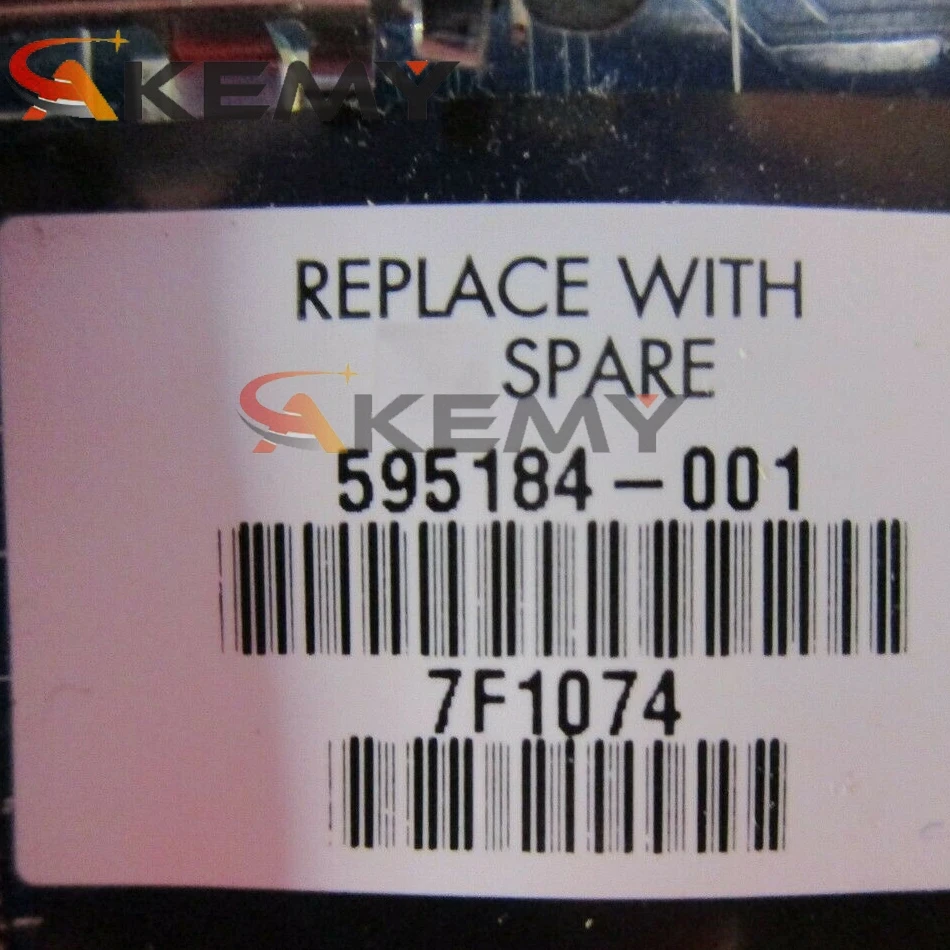 AKEMY
REPLACE WITH
SPARE
AKEMY
595184-001
7F1074